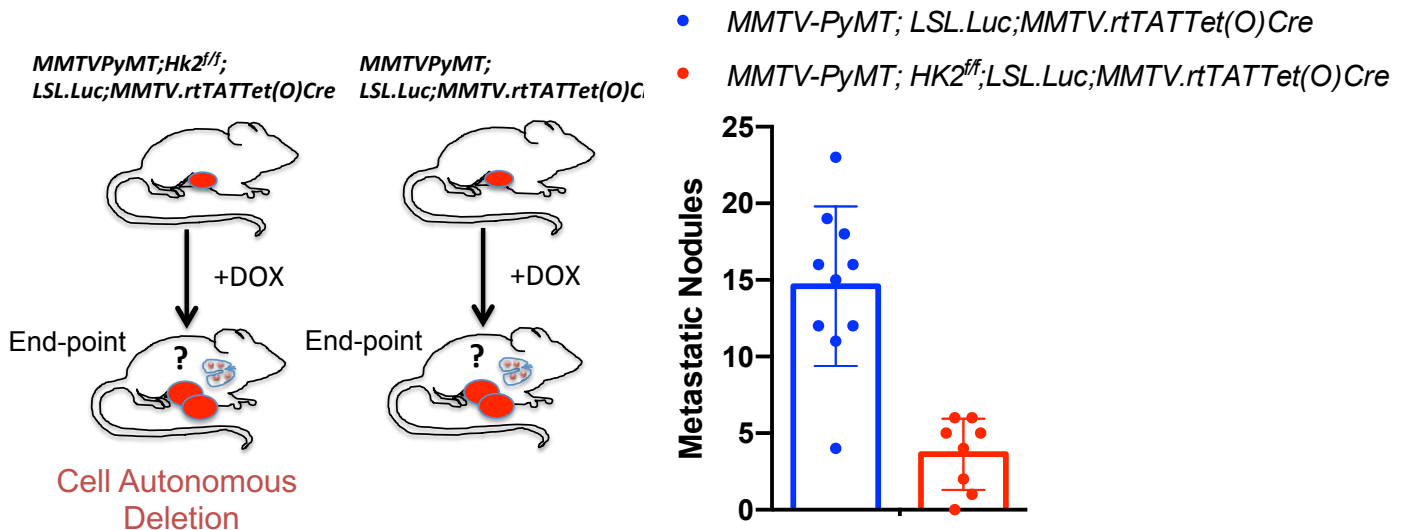 MMTVPyMT;Hk2f/f;
LSL.Luc;MMTV.rtTATTet(O)Cre
+DOX
End-point
?
Cell Autonomous
Deletion
MMTVPyMT;
LSL.Luc;MMTV.rtTATTet(O)C
+DOX
End-point
?
MMTV-PyMT; LSL.Luc;MMTV.rtTATTet(O)Cre
MMTV-PyMT; HK2f/f;LSL.Luc;MMTV.rtTATTet(O)Cre
Metastatic Nodules
25
20
15
10
5
0